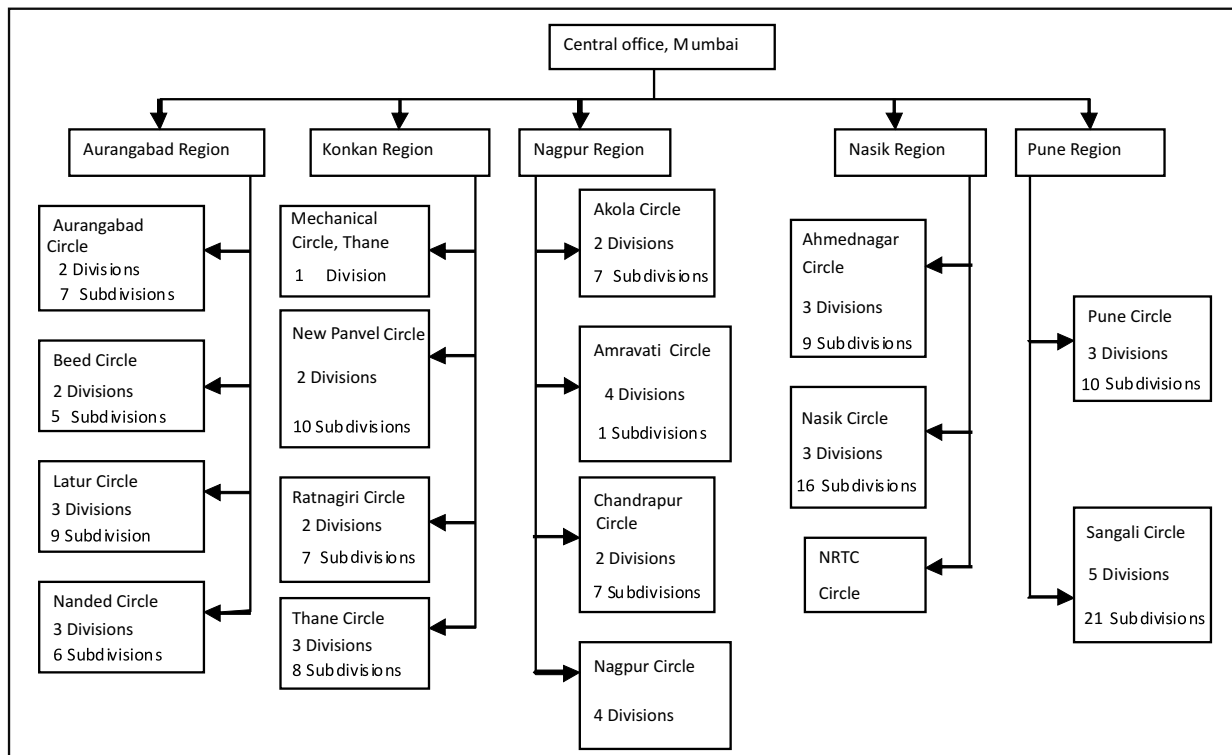 Central office, Mumbai
Aurangabad Region
Konkan Region
Nagpur Region
Nasik Region
Pune Region
Aurangabad
Circle
2 Divisions
7 Subdivisions
Beed Circle
2 Divisions
5 Subdivisions
Latur Circle
3 Divisions
9 Subdivision
Nanded Circle
3 Divisions
6 Subdivisions
Mechanical
Circle, Thane
1 Division
New Panvel Circle
2 Divisions
10 Subdivisions
Ratnagiri Circle
2 Divisions
7 Subdivisions
Thane Circle
3 Divisions
8 Subdivisions
Akola Circle
2 Divisions
7 Subdivisions
Amravati Circle
4 Divisions
1 Subdivisions
Chandrapur
Circle
2 Divisions
7 Subdivisions
Nagpur Circle
4 Divisions
Ahmednagar
Circle
3 Divisions
9 Subdivisions
Nasik Circle
3 Divisions
16 Subdivisions
NRTC
Circle
Pune Circle
3 Divisions
10 Subdivisions
Sangali Circle
5 Divisions
21 Subdivisions